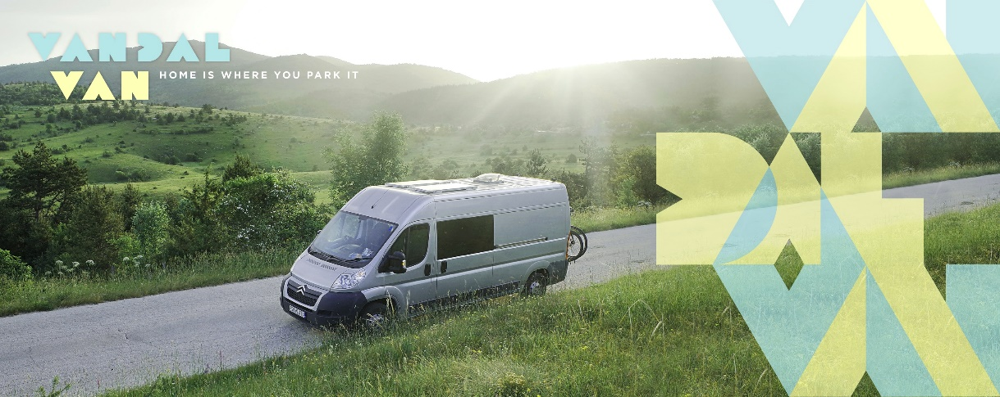 VANDAL
VAN HOME IS WHERE YOU PARK IT